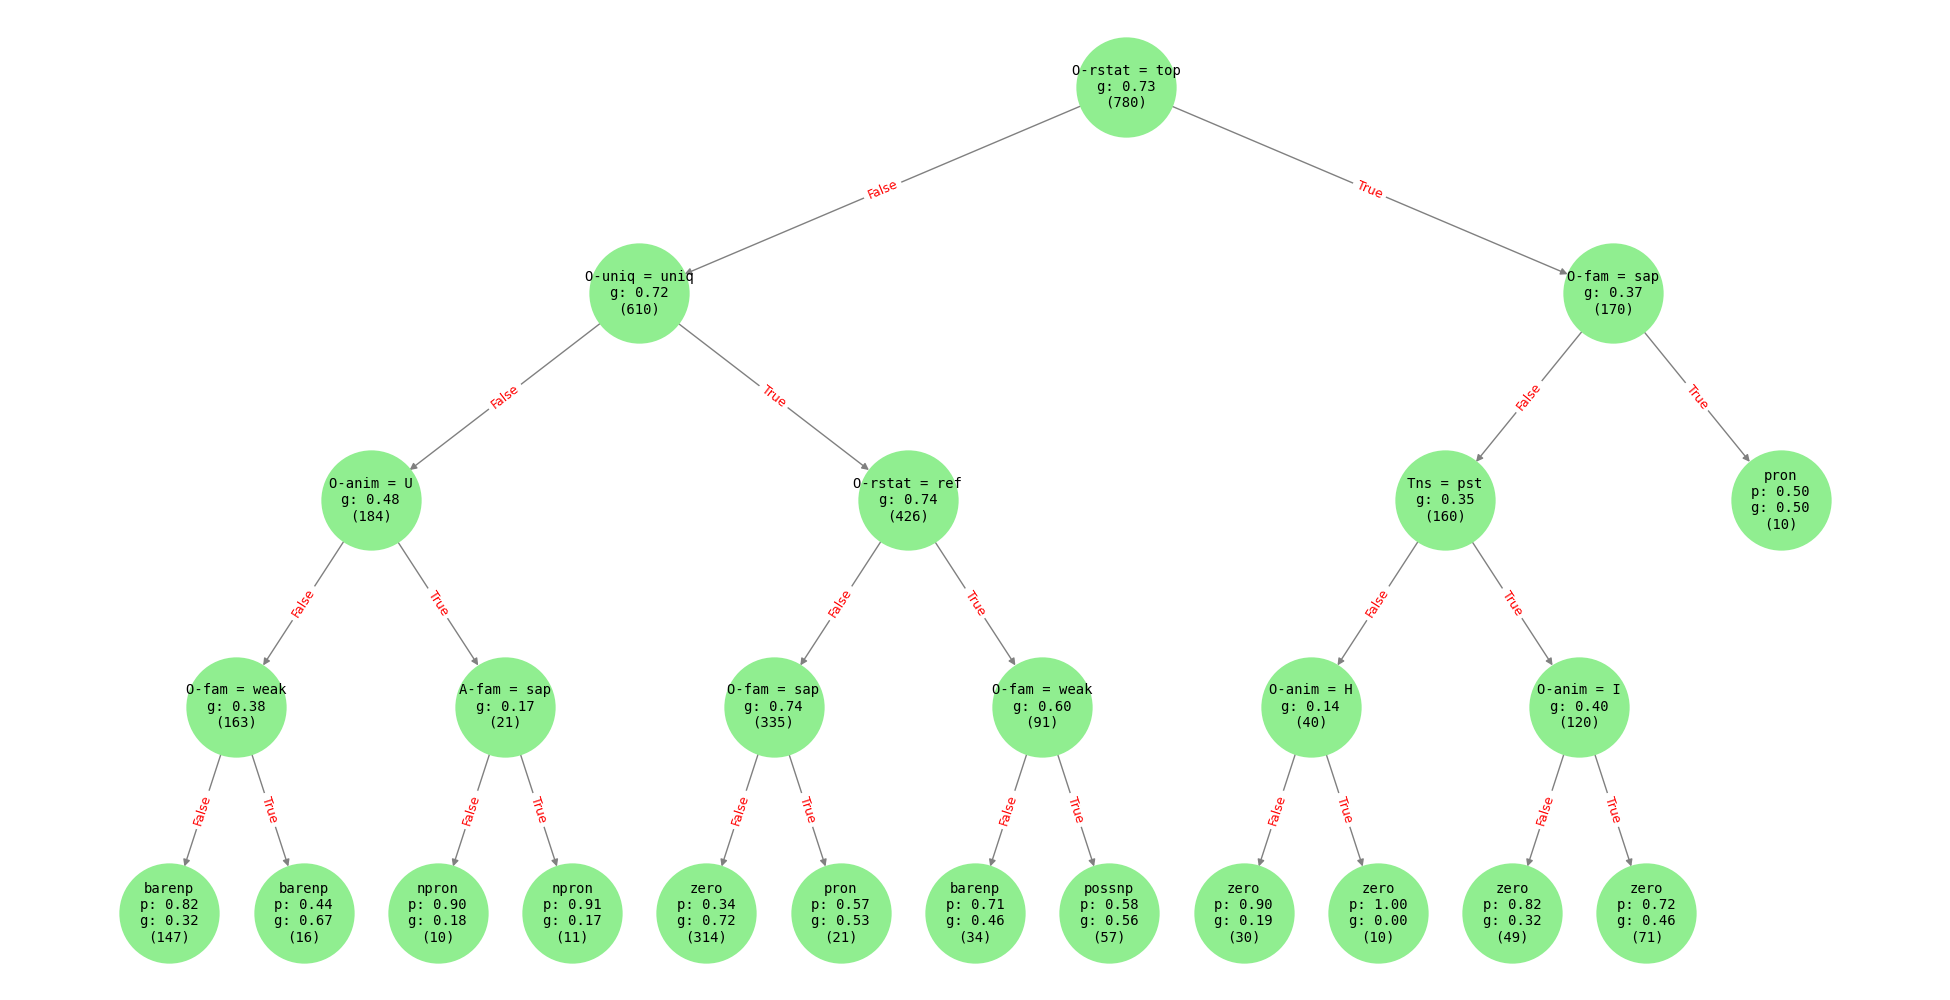 O-rstat = top
g: 0.73
(780)
False
True
O-uniq = uniq
g: 0.72
(610)
O-fam = sap
g: 0.37
(170)
False
True
False
True
O-anim = U
g: 0.48
(184)
O-rstat = ref
g: 0.74
(426)
Tns = pst
g: 0.35
(160)
pron
p: 0.50
g: 0.50
(10)
False
True
False
True
False
True
O-fam = weak
g: 0.38
(163)
A-fam = sap
g: 0.17
(21)
O-fam = sap
g: 0.74
(335)
O-fam = weak
g: 0.60
(91)
O-anim = H
g: 0.14
(40)
O-anim = I
g: 0.40
(120)
False
True
False
True
False
True
False
True
False
True
False
True
barenp
p: 0.82
g: 0.32
(147)
barenp
p: 0.44
g: 0.67
(16)
npron
p: 0.90
g: 0.18
(10)
npron
p: 0.91
g: 0.17
(11)
zero
p: 0.34
g: 0.72
(314)
pron
p: 0.57
g: 0.53
(21)
barenp
p: 0.71
g: 0.46
(34)
possnp
p: 0.58
g: 0.56
(57)
zero
p: 0.90
g: 0.19
(30)
zero
p: 1.00
g: 0.00
(10)
zero
p: 0.82
g: 0.32
(49)
zero
p: 0.72
g: 0.46
(71)